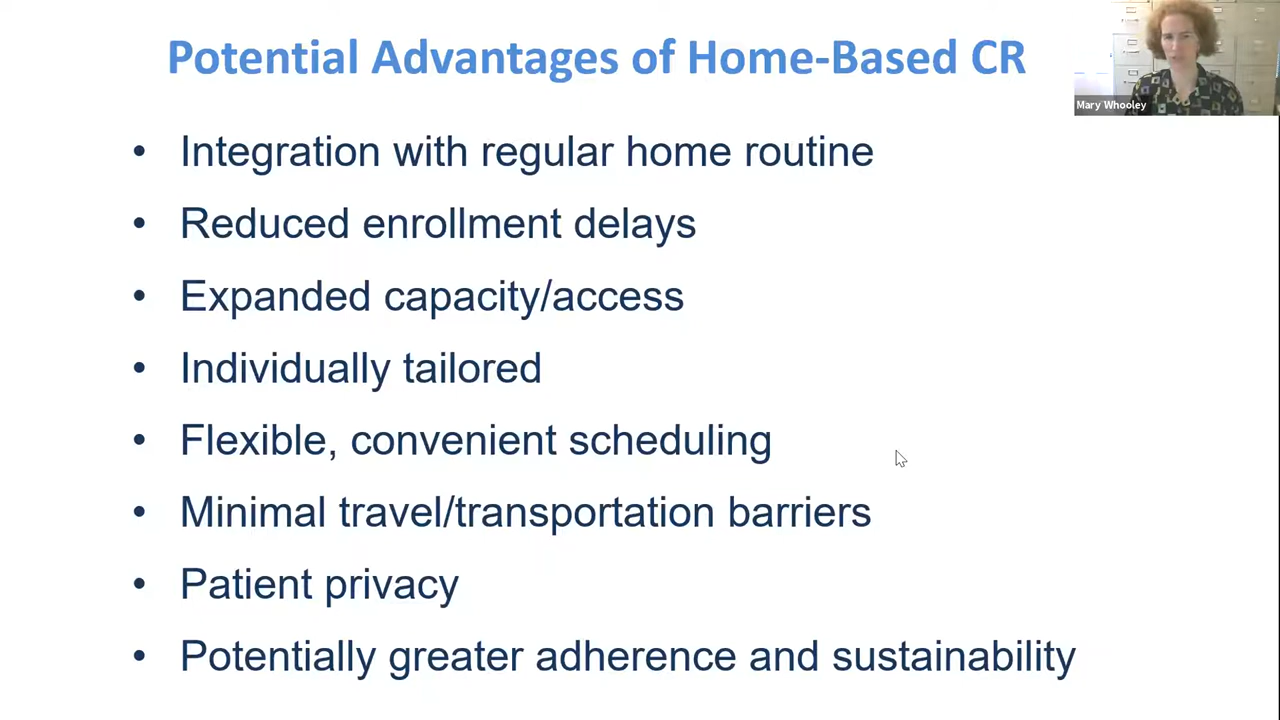 Potential Advantages of Home-Based CR
Mary Whooley
• Integration with regular home routine
• Reduced enrollment delays
• Expanded capacity/access
• Individually tailored
• Flexible, convenient scheduling
• Minimal travel/transportation barriers
• Patient privacy
• Potentially greater adherence and sustainability